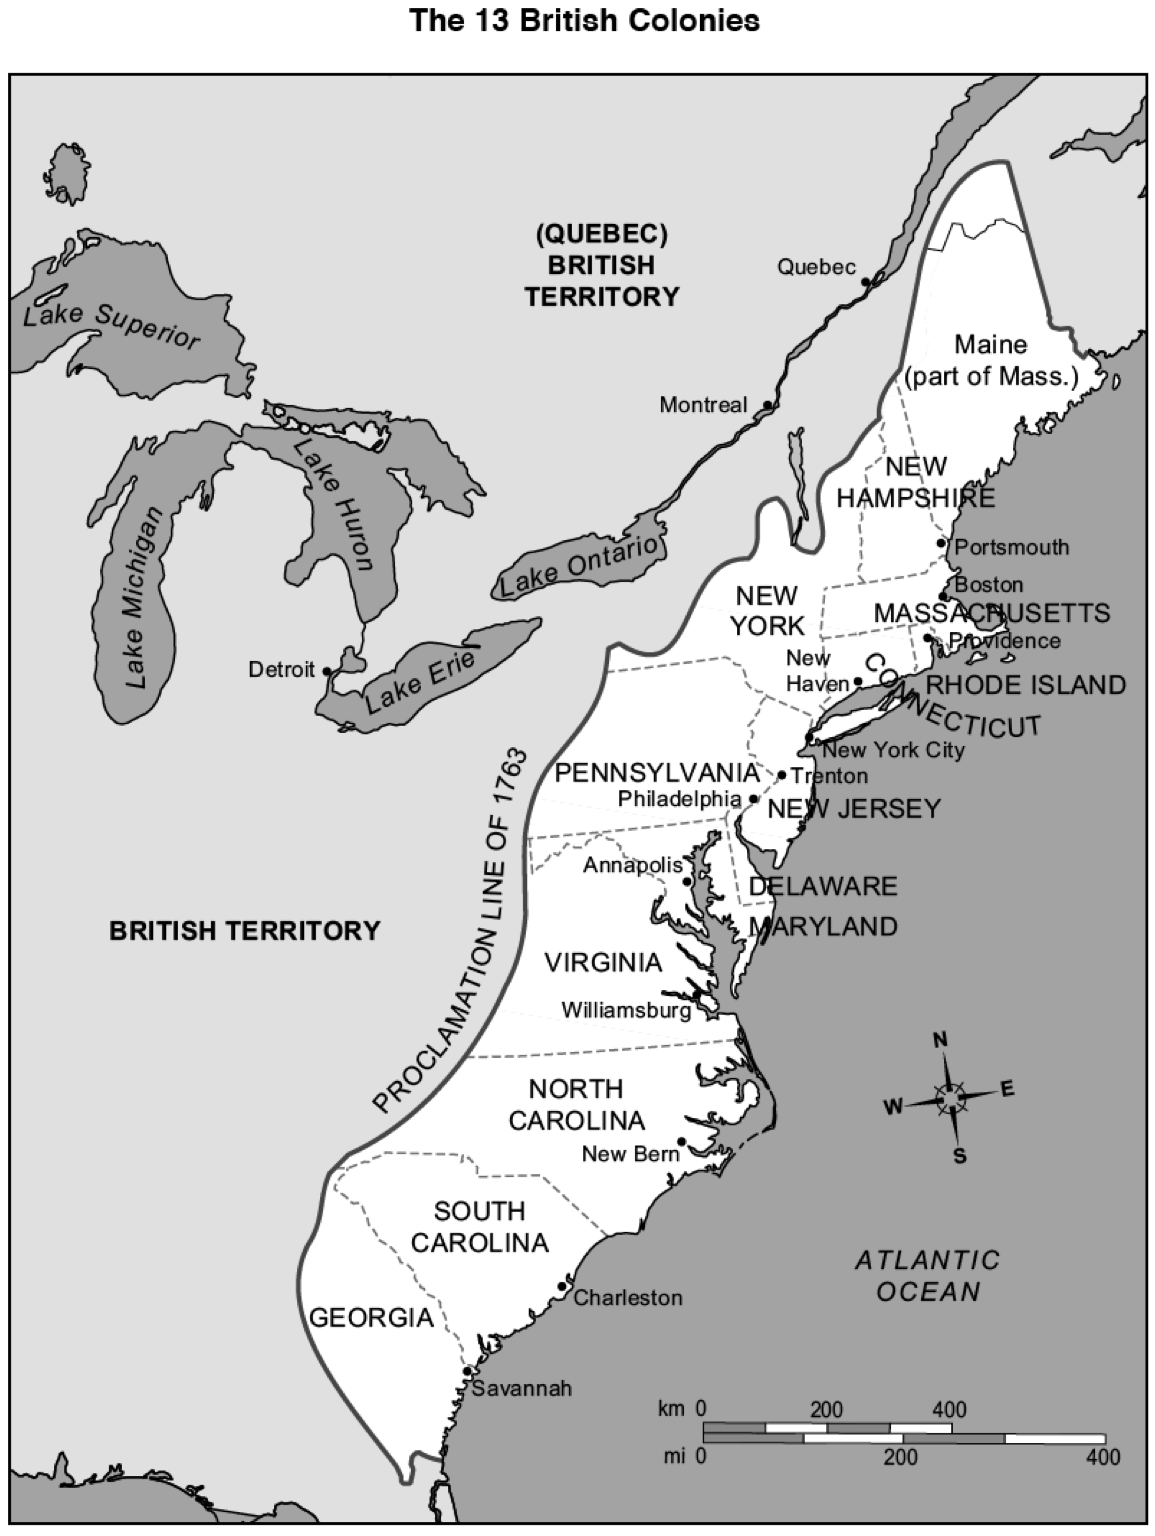 The 13 British Colonies
(QUEBEC)
BRITISH
TERRITORY
Quebec
Lake Superior
Maine
(part of Mass.)
Montreal
Lake Huron
NEW
HAMPSHIRE
Lake Michigan
Lake Ontario
Portsmouth
Boston
NEW
YORK
MASSACHUSETTS
Providence
New
Haven
Detroit
Lake Erie
RHODE ISLAND
CONNECTICUT
New York City
PENNSYLVANIA
Trenton
Philadelphia
NEW JERSEY
PROCLAMATION LINE OF 1763
Annapolis
DELAWARE
MARYLAND
BRITISH TERRITORY
VIRGINIA
Williamsburg
N
W
E
S
NORTH
CAROLINA
New Bern
SOUTH
CAROLINA
ATLANTIC
OCEAN
Charleston
GEORGIA
Savannah
km 0 200 400
mi 0 200 400